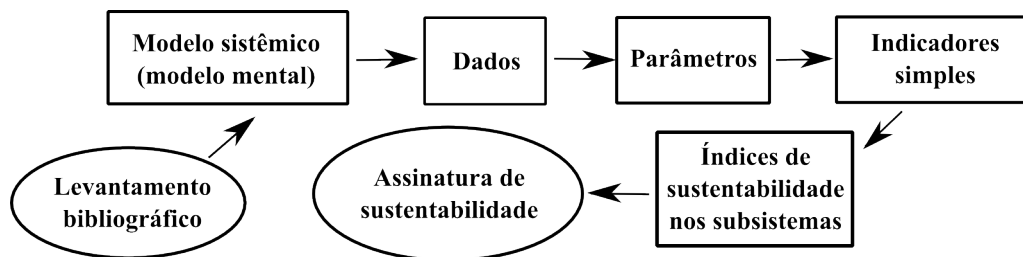 Modelo sistêmico
(modelo mental)
Dados
Parâmetros
Indicadores
simples
Levantamento
bibliográfico
Assinatura de
sustentabilidade
Índices de
sustentabilidade
nos subsistemas